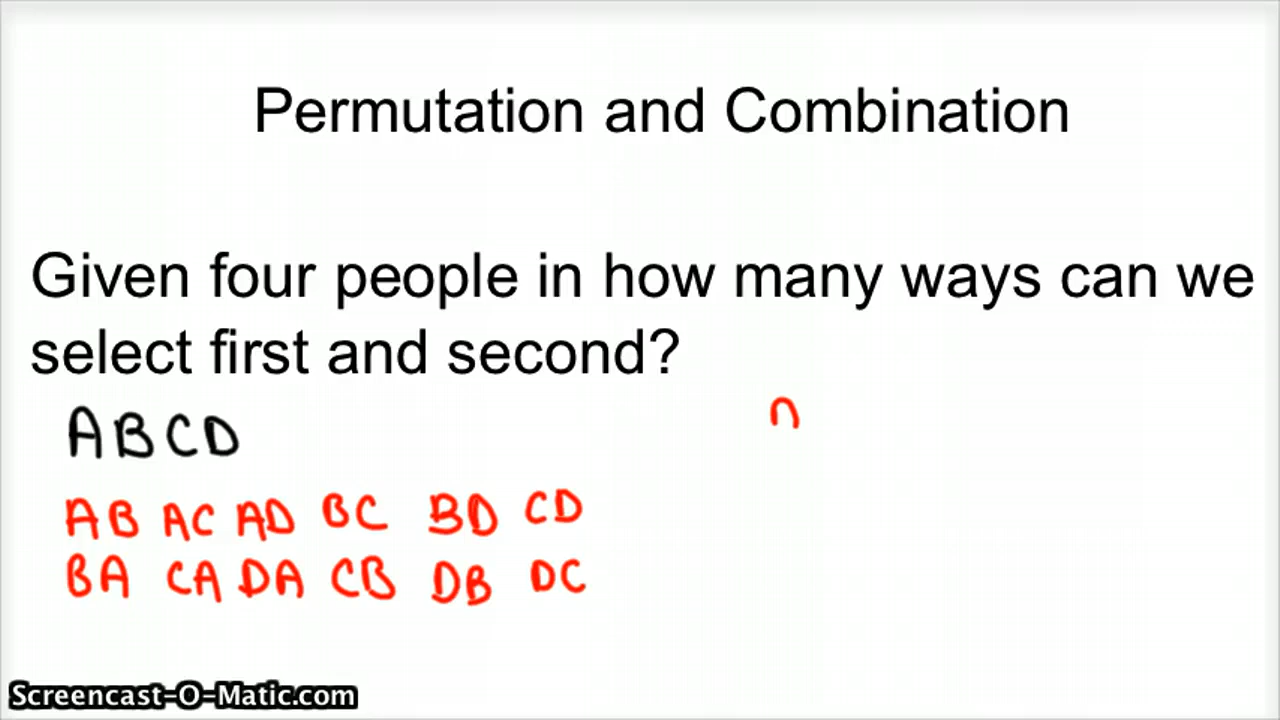 Permutation and Combination
Given four people in how many ways can we
select first and second?
ABCD
n
AB AC AD BC BD CD
BA CA DA CB DB DC
Screencast-O-Matic.com